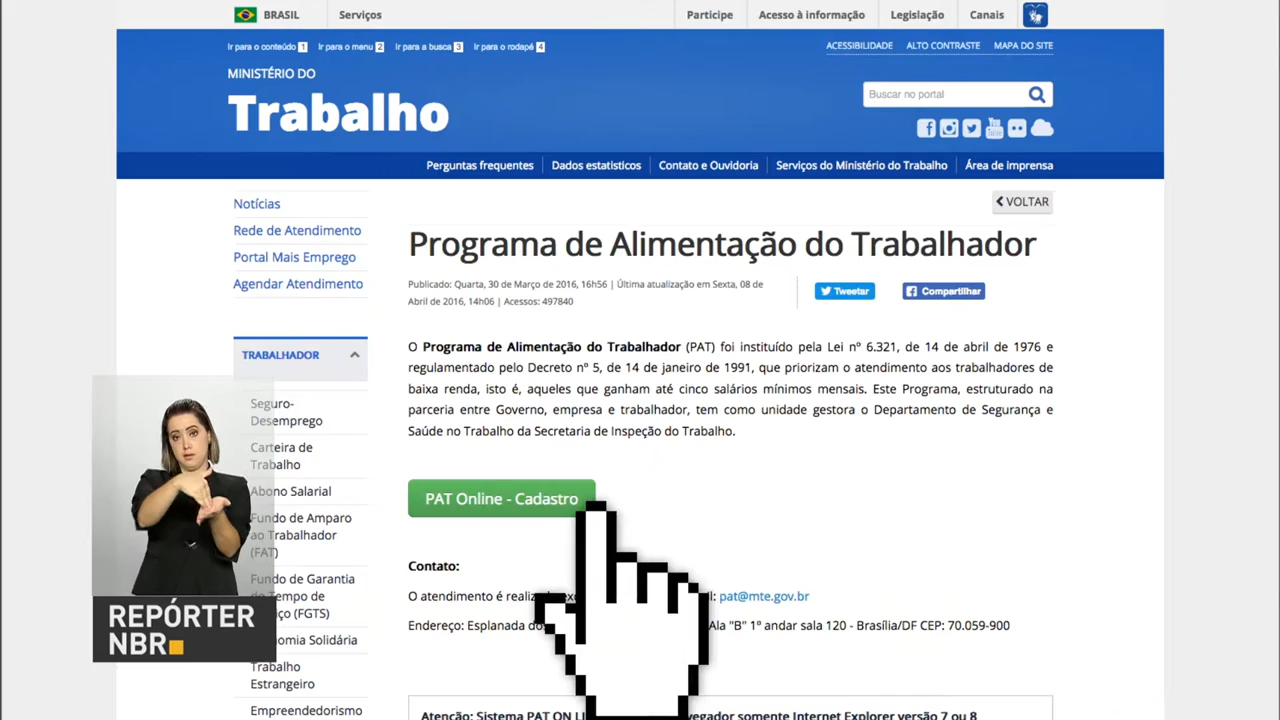 BRASIL
Serviços
Participe
Acesso à informação
Legislação
Canais
Ir para o conteúdo 1
Ir para o menu 2
Ir para a busca 3
Ir para o rodapé 4
ACESSIBILIDADE
ALTO CONTRASTE
MAPA DO SITE
MINISTÉRIO DO
Trabalho
Buscar no portal
Perguntas frequentes
Dados estatisticos
Contato e Ouvidoria
Serviços do Ministério do Trabalho
Área de imprensa
Notícias
Rede de Atendimento
Portal Mais Emprego
Agendar Atendimento
TRABALHADOR
Seguro-
Desemprego
Carteira de
Trabalho
Abono Salarial
Fundo de Amparo
ao Trabalhador
(FAT)
Fundo de Garantia
Tempo de
(FGTS)
Solidária
Trabalho
Estrangeiro
Empreendedorismo
VOLTAR
Programa de Alimentação do Trabalhador
Publicado: Quarta, 30 de Março de 2016, 16h56 | Última atualização em Sexta, 08 de
Abril de 2016, 14h06 | Acessos: 497840
Tweetar
Compartilhar
O Programa de Alimentação do Trabalhador (PAT) foi instituído pela Lei nº 6.321, de 14 de abril de 1976 e
regulamentado pelo Decreto nº 5, de 14 de janeiro de 1991, que priorizam o atendimento aos trabalhadores de
baixa renda, isto é, aqueles que ganham até cinco salários mínimos mensais. Este Programa, estruturado na
parceria entre Governo, empresa e trabalhador, tem como unidade gestora o Departamento de Segurança e
Saúde no Trabalho da Secretaria de Inspeção do Trabalho.
PAT Online - Cadastro
Contato:
O atendimento é pat@mte.gov.br
Endereço: Esplanada Ala "B" 1º andar sala 120 - Brasília/DF CEP: 70.059-900
Atenção: Sistema PAT ON somente Internet Explorer versão 7 ou 8
REPÓRTER
NBR